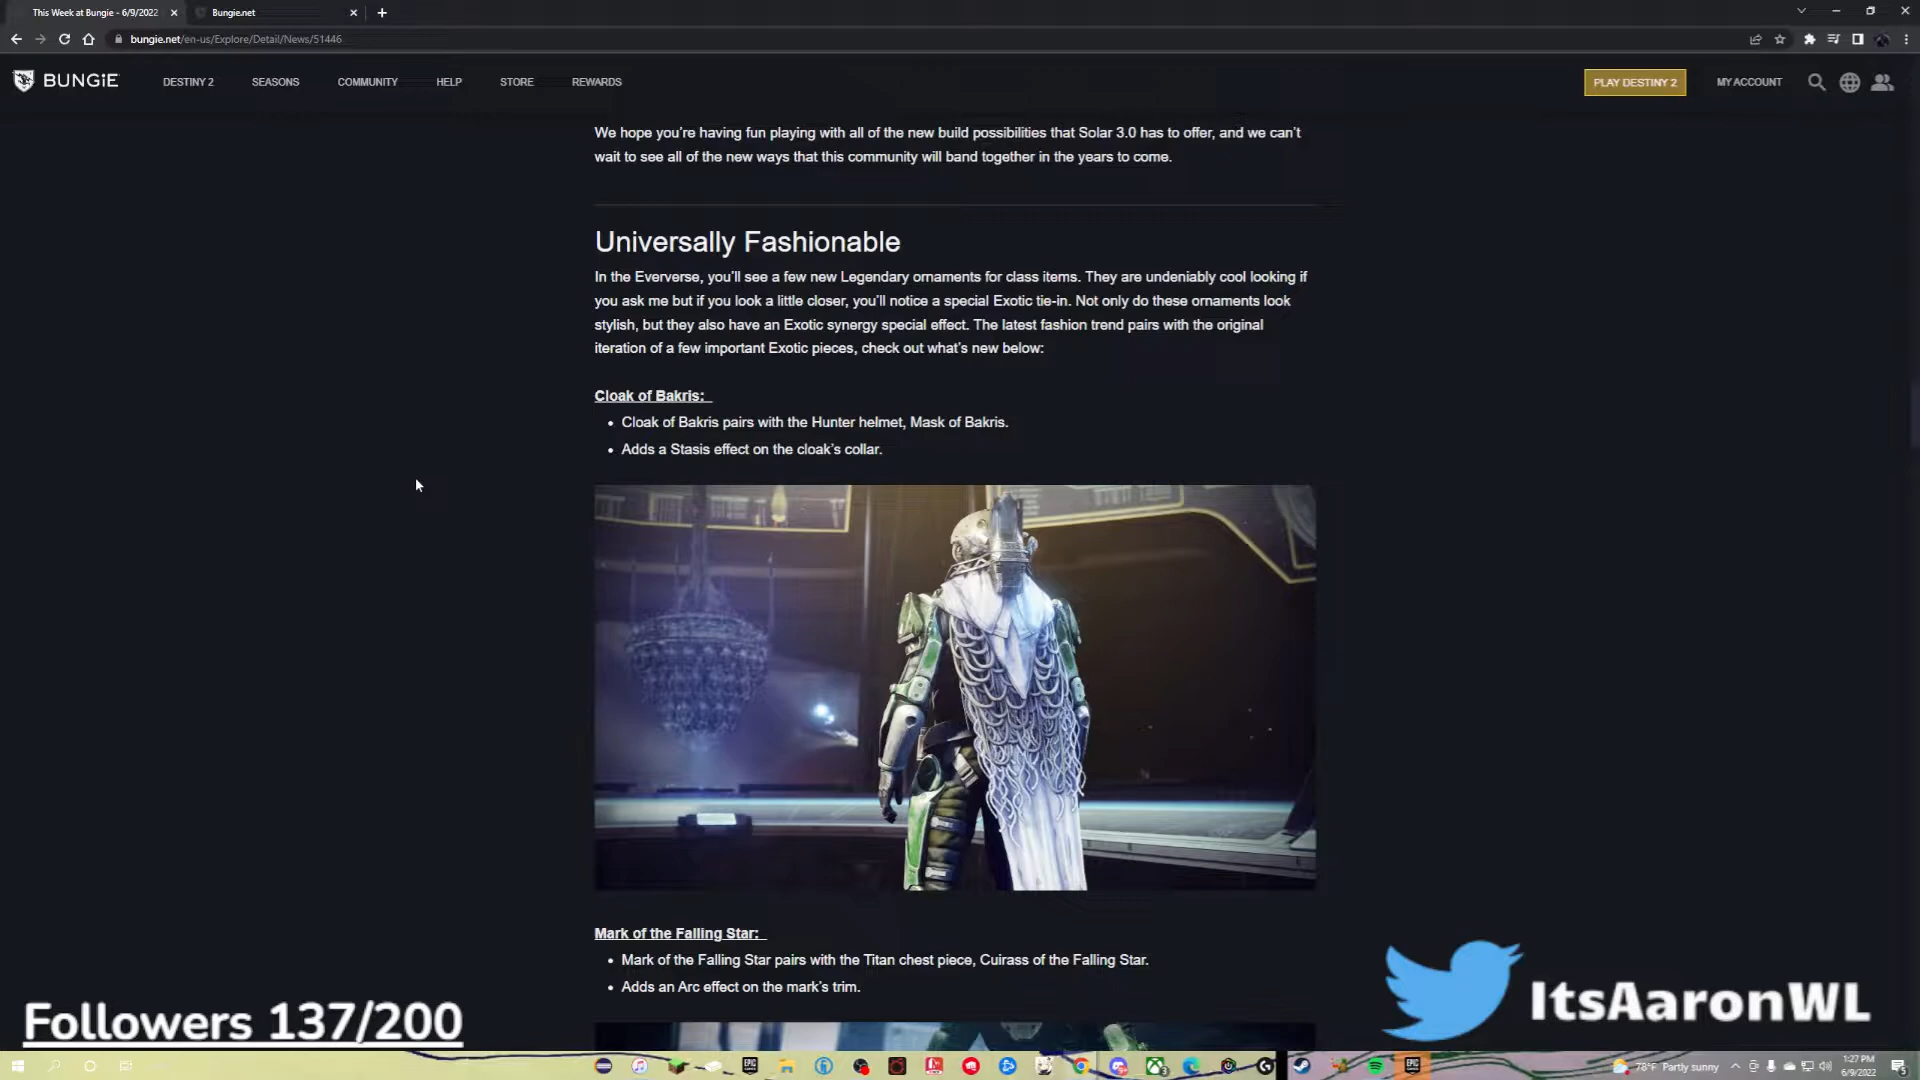 This Week at Bungie - 6/9/2022
Bungie.net
bungie.net/en-us/Explore/Detail/News/51446
BUNGiE
DESTINY 2
SEASONS
COMMUNITY
HELP
STORE
REWARDS
PLAY DESTINY 2
MY ACCOUNT
We hope you’re having fun playing with all of the new build possibilities that Solar 3.0 has to offer, and we can’t
wait to see all of the new ways that this community will band together in the years to come.
Universally Fashionable
In the Eververse, you’ll see a few new Legendary ornaments for class items. They are undeniably cool looking if
you ask me but if you look a little closer, you’ll notice a special Exotic tie-in. Not only do these ornaments look
stylish, but they also have an Exotic synergy special effect. The latest fashion trend pairs with the original
iteration of a few important Exotic pieces, check out what’s new below:
Cloak of Bakris:
• Cloak of Bakris pairs with the Hunter helmet, Mask of Bakris.
• Adds a Stasis effect on the cloak’s collar.
Mark of the Falling Star:
• Mark of the Falling Star pairs with the Titan chest piece, Cuirass of the Falling Star.
• Adds an Arc effect on the mark’s trim.
Followers 137/200
ItsAaronWL
78°F Partly sunny
1:27 PM
6/9/2022